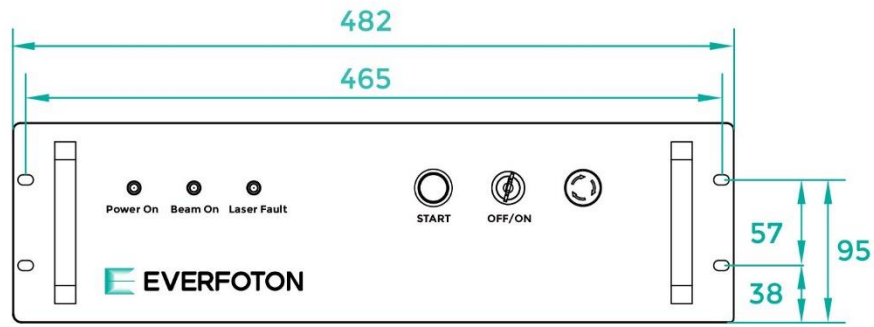 482
465
Power On Beam On Laser Fault
START OFF/ON
57
95
38
EVERFOTON